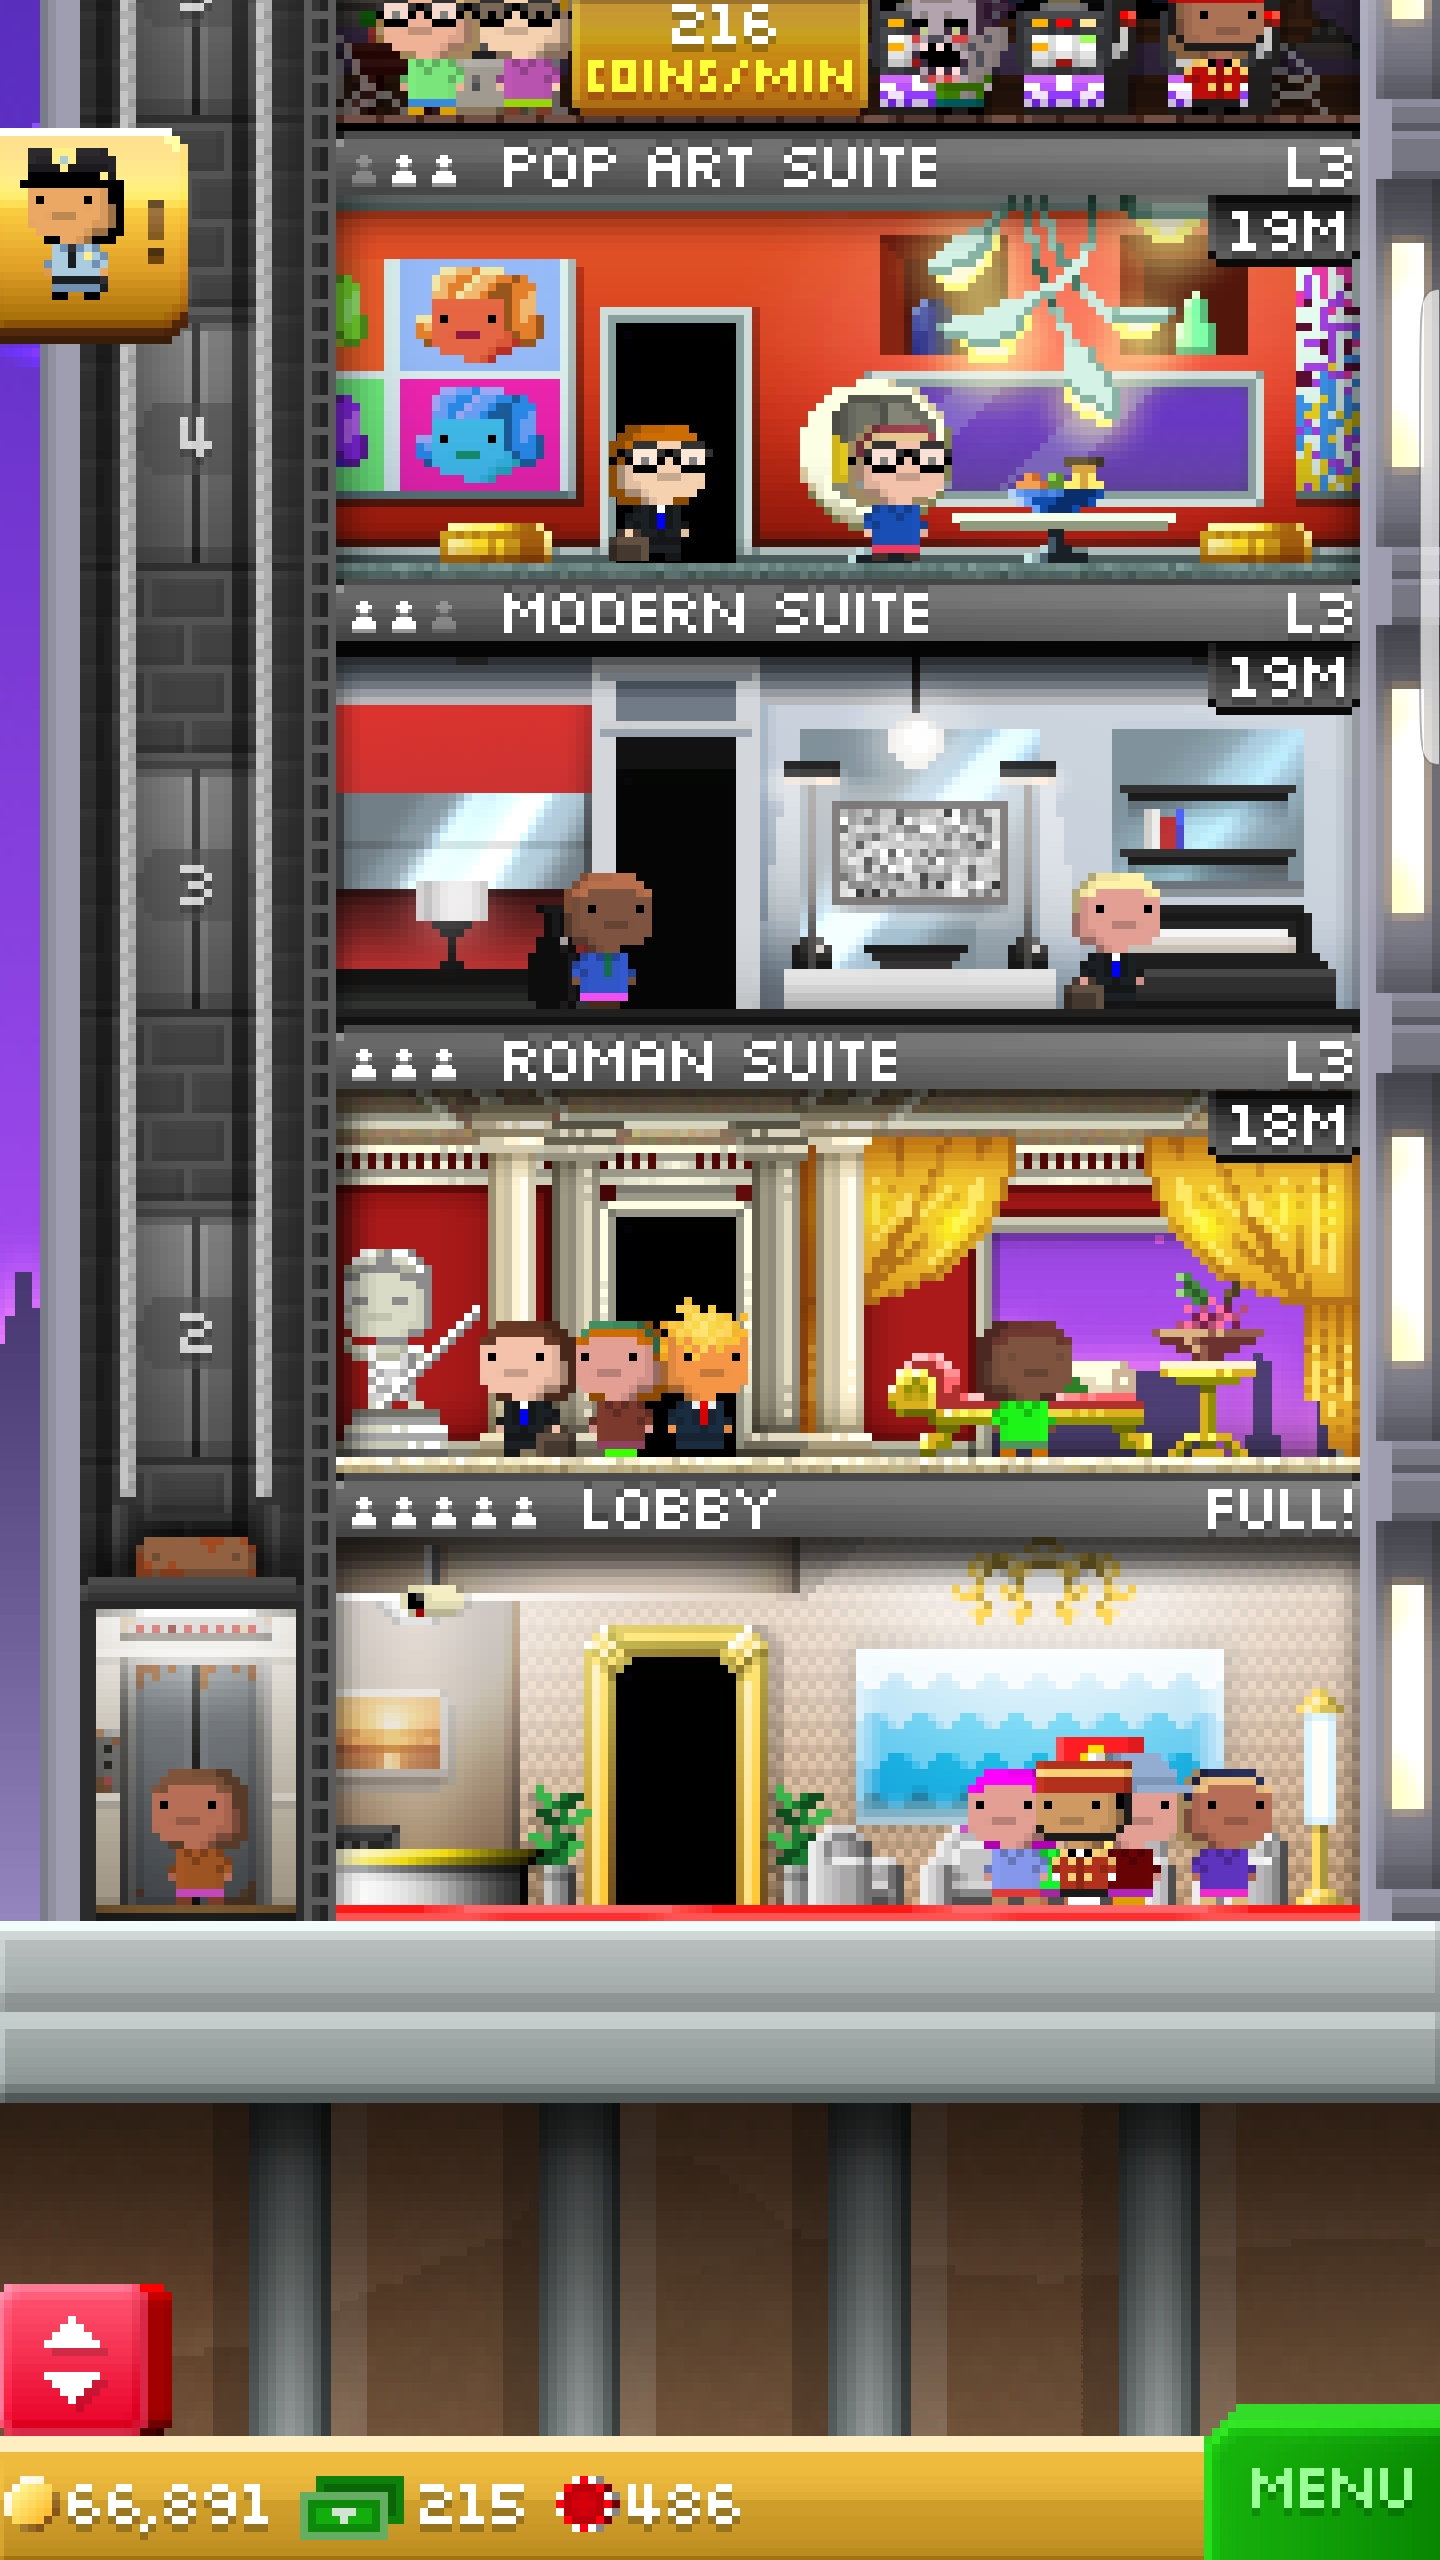 216
COINS/MIN
POP ART SUITE L3
19M
!
4
MODERN SUITE L3
19M
3
ROMAN SUITE L3
18M
2
LOBBY FULL!
66,891 215 486
MENU